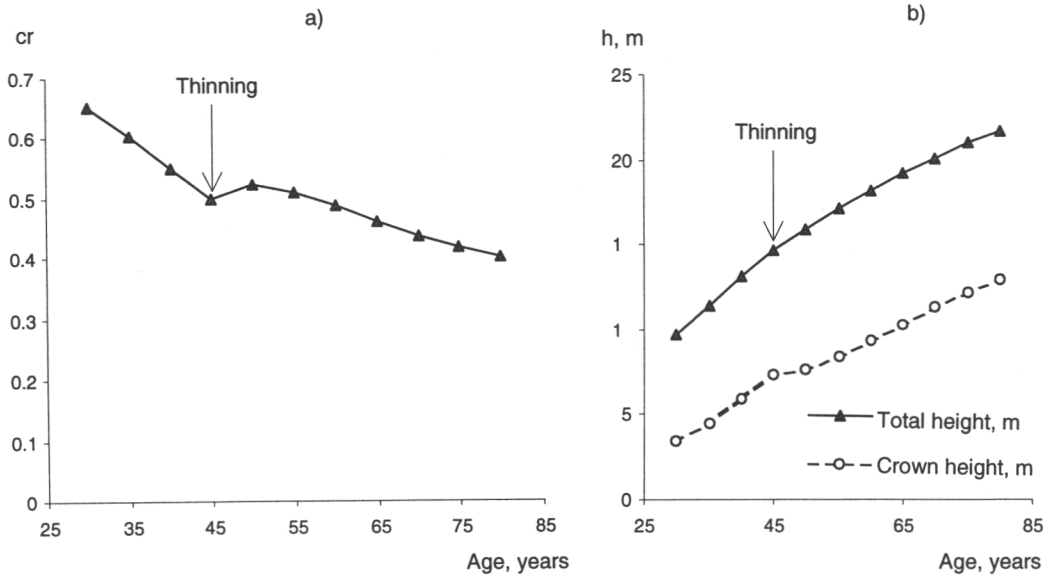 a)
cr
0.7
0.6
0.5
0.4
0.3
0.2
0.1
0
Thinning
25 35 45 55 65 75 85
Age, years
b)
h, m
25
20
1
1
5
0
Thinning
Total height, m
Crown height, m
25 45 65 85
Age, years